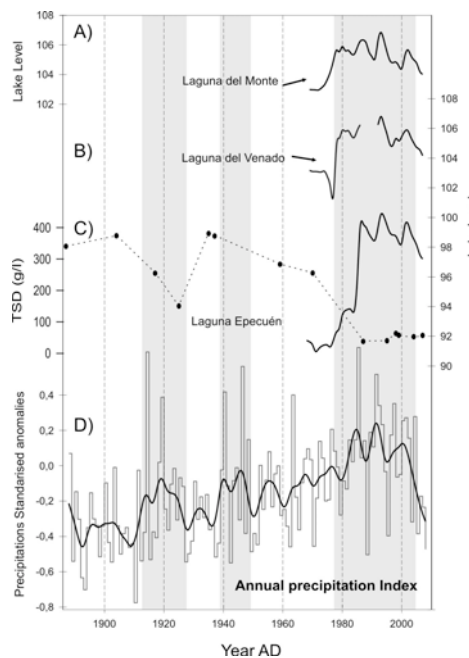 A)
Lake Level
108
106
104
102
Laguna del Monte
108
106
104
102
B)
Laguna del Venado
C)
TSD (g/l)
400
300
200
100
0
100
98
96
94
92
90
Laguna Epecuén
D)
Precipitations Standarised anomalies
0,4
0,2
0,0
-0,2
-0,4
-0,6
-0,8
Annual precipitation Index
1900 1920 1940 1960 1980 2000
Year AD